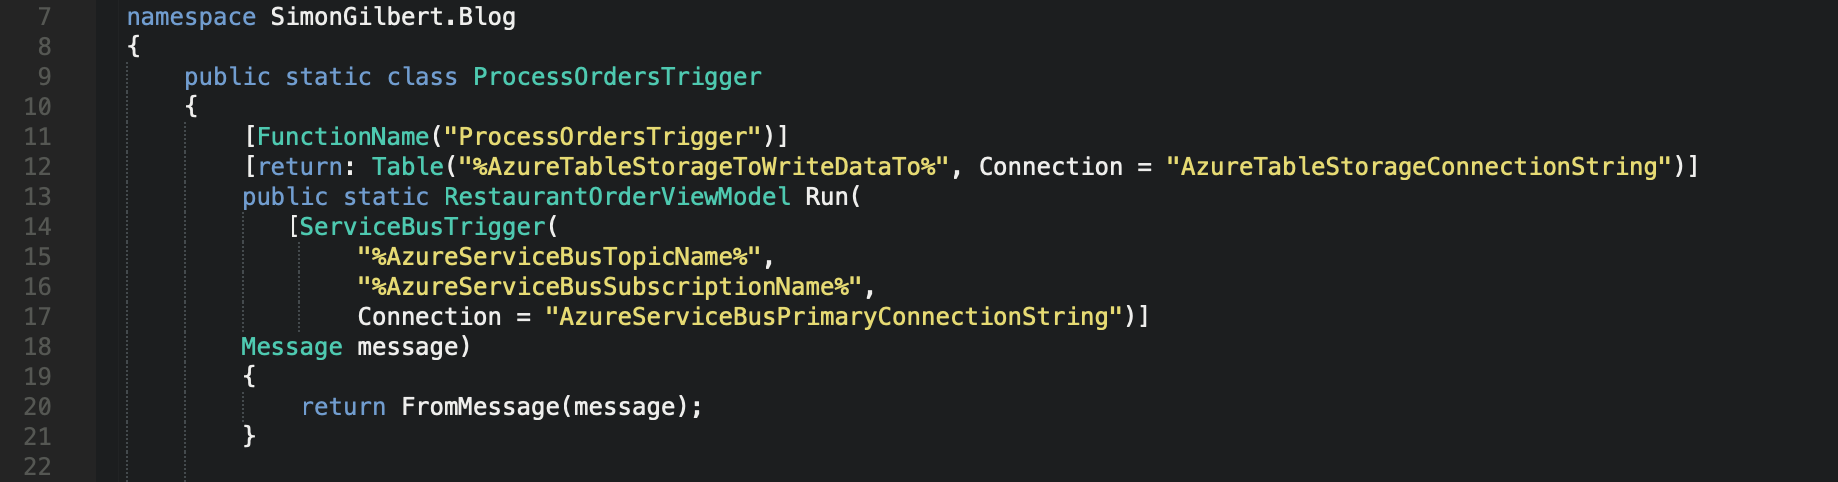 7 namespace SimonGilbert.Blog
8 {
9 public static class ProcessOrdersTrigger
10 {
11 [FunctionName("ProcessOrdersTrigger")]
12 [return: Table("%AzureTableStorageToWriteDataTo%", Connection = "AzureTableStorageConnectionString")]
13 public static RestaurantOrderViewModel Run(
14 [ServiceBusTrigger(
15 "%AzureServiceBusTopicName%",
16 "%AzureServiceBusSubscriptionName%",
17 Connection = "AzureServiceBusPrimaryConnectionString")]
18 Message message)
19 {
20 return FromMessage(message);
21 }
22